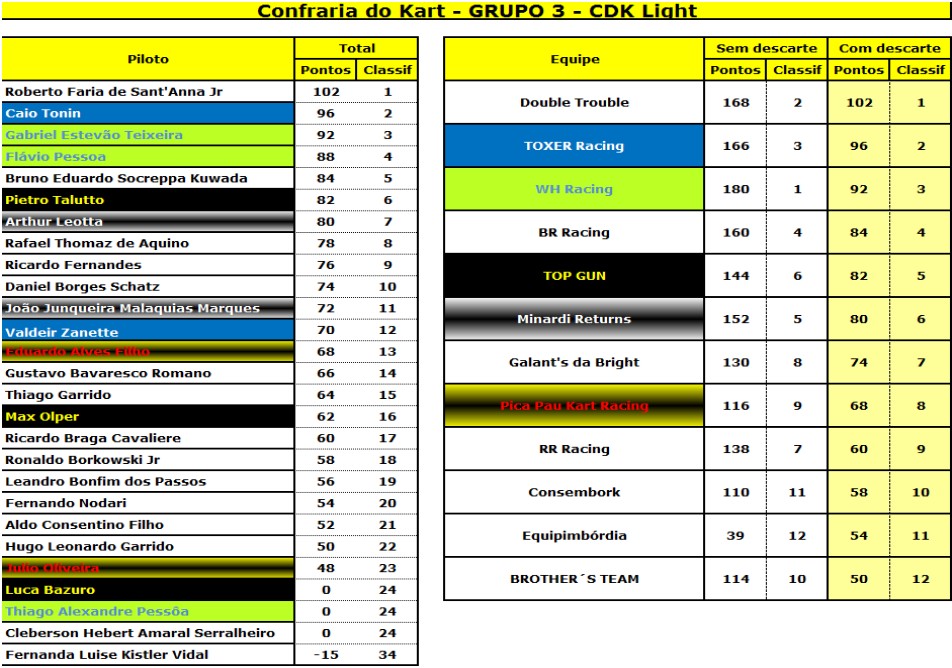 Confraria do Kart - GRUPO 3 - CDK Light
Piloto Total
Pontos Classif
Roberto Faria de Sant'Anna Jr 102 1
Caio Tonin 96 2
Gabriel Estevão Teixeira 92 3
Flávio Pessoa 88 4
Bruno Eduardo Socreppa Kuwada 84 5
Pietro Talutto 82 6
Arthur Leotta 80 7
Rafael Thomaz de Aquino 78 8
Ricardo Fernandes 76 9
Daniel Borges Schatz 74 10
João Junqueira Malaquias Marques 72 11
Valdeir Zanette 70 12
Eduardo Alves Filho 68 13
Gustavo Bavaresco Romano 66 14
Thiago Garrido 64 15
Max Olper 62 16
Ricardo Braga Cavaliere 60 17
Ronaldo Borkowski Jr 58 18
Leandro Bonfim dos Passos 56 19
Fernando Nodari 54 20
Aldo Consentino Filho 52 21
Hugo Leonardo Garrido 50 22
Julio Oliveira 48 23
Luca Bazuro 0 24
Thiago Alexandre Pessôa 0 24
Cleberson Hebert Amaral Serralheiro 0 24
Fernanda Luise Kistler Vidal -15 34
Equipe Sem descarte Com descarte
Pontos Classif Pontos Classif
Double Trouble 168 2 102 1
TOXER Racing 166 3 96 2
WH Racing 180 1 92 3
BR Racing 160 4 84 4
TOP GUN 144 6 82 5
Minardi Returns 152 5 80 6
Galant's da Bright 130 8 74 7
Pica Pau Kart Racing 116 9 68 8
RR Racing 138 7 60 9
Consembork 110 11 58 10
Equipimbórdia 39 12 54 11
BROTHER´S TEAM 114 10 50 12